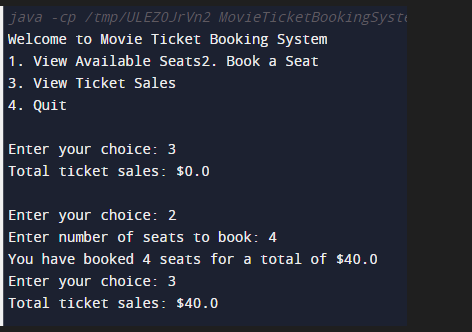 java -cp /tmp/ULEZ0JrVn2 MovieTicketBookingSyste
Welcome to Movie Ticket Booking System
1. View Available Seats2. Book a Seat
3. View Ticket Sales
4. Quit
Enter your choice: 3
Total ticket sales: $0.0
Enter your choice: 2
Enter number of seats to book: 4
You have booked 4 seats for a total of $40.0
Enter your choice: 3
Total ticket sales: $40.0